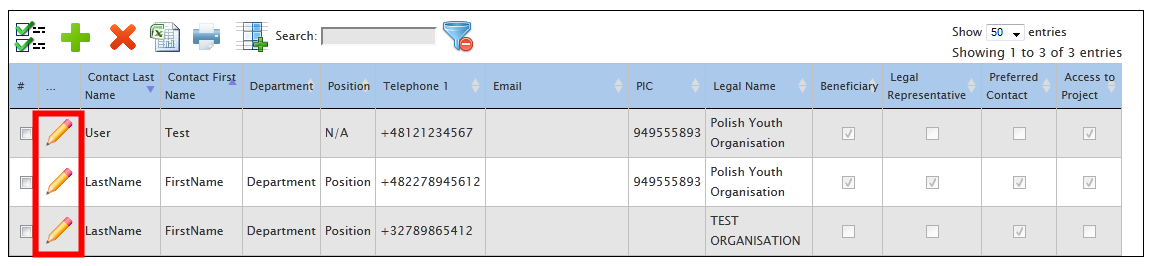 Search:
Show 50 entries
Showing 1 to 3 of 3 entries
# ... Contact Last Name Contact First Name Department Position Telephone 1 Email PIC Legal Name Beneficiary Legal Representative Preferred Contact Access to Project
User Test N/A +48121234567 949555893 Polish Youth Organisation
LastName FirstName Department Position +482278945612 949555893 Polish Youth Organisation
LastName FirstName Department Position +32789865412 TEST ORGANISATION